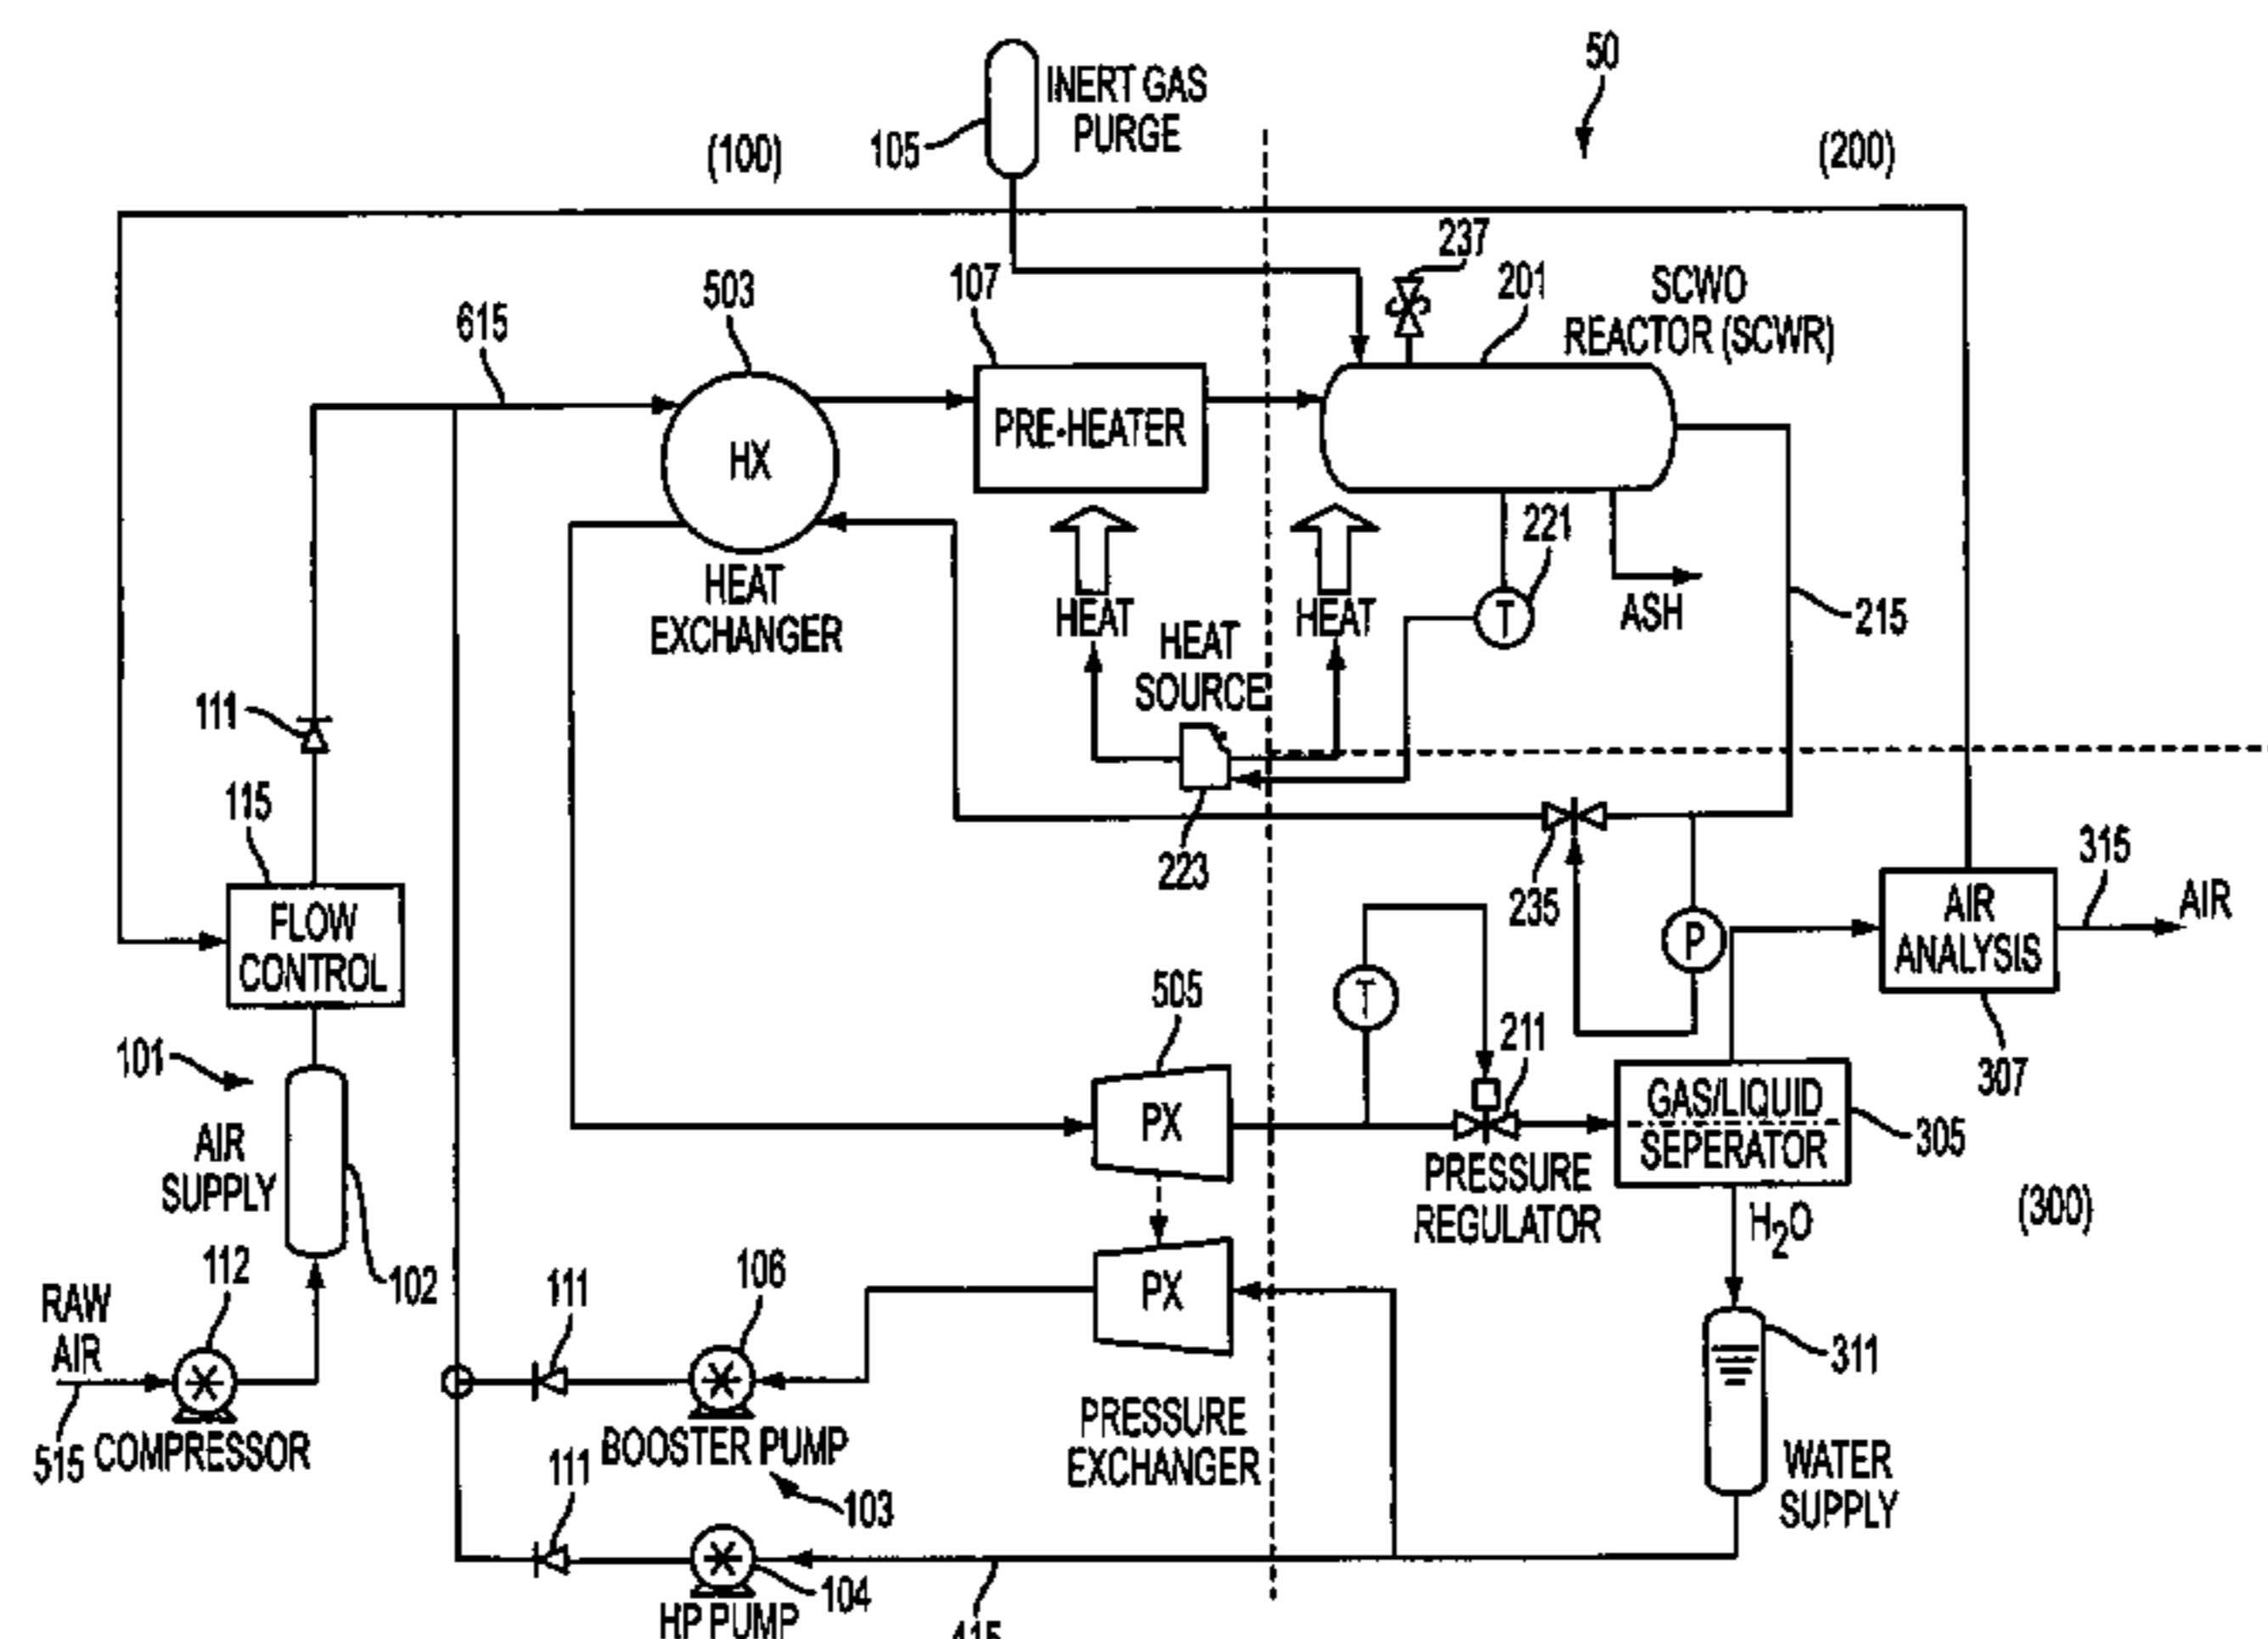 50
INERT GAS
PURGE
105
(100)
(200)
237
503
107
201
SCWO
REACTOR (SCWR)
615
HX
PRE-HEATER
221
HEAT
EXCHANGER
HEAT
HEAT
T
ASH
215
HEAT
SOURCE
111
115
223
235
315
AIR
FLOW
CONTROL
AIR
ANALYSIS
P
T
505
211
307
101
PX
GAS/LIQUID
SEPERATOR
305
AIR
SUPPLY
PRESSURE
REGULATOR
H2O
(300)
102
112
111
106
PX
311
RAW
AIR
515
COMPRESSOR
BOOSTER PUMP
111
103
PRESSURE
EXCHANGER
WATER
SUPPLY
104
HP PUMP